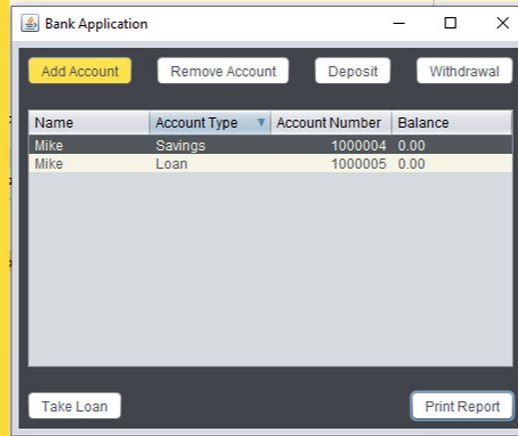 Bank Application
Add Account Remove Account Deposit Withdrawal
Name Account Type Account Number Balance
Mike Savings 1000004 0.00
Mike Loan 1000005 0.00
Take Loan Print Report